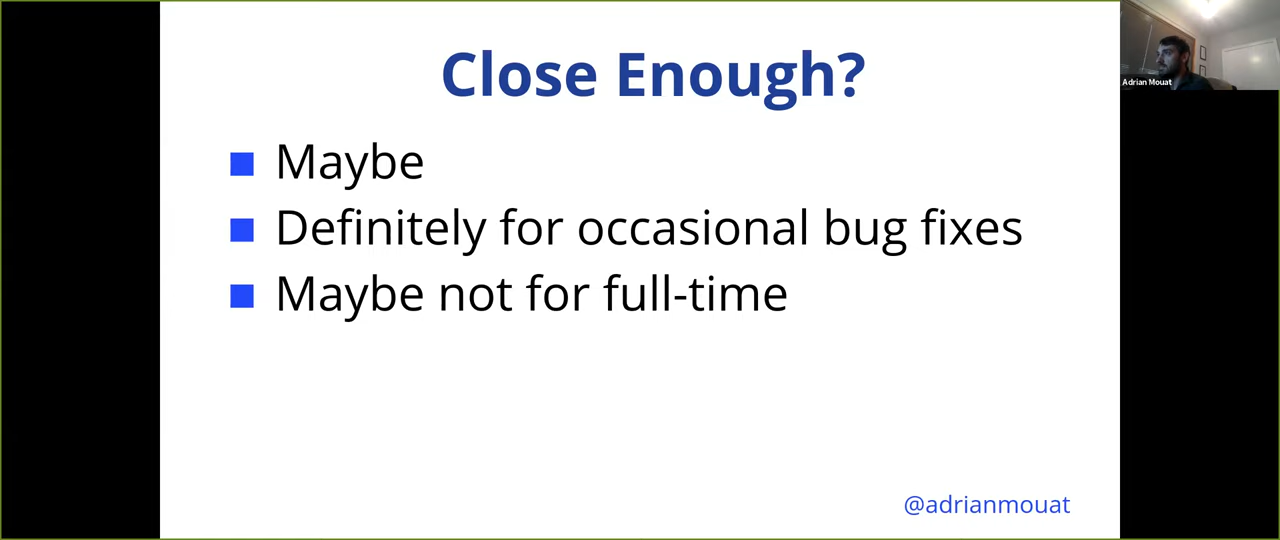 Close Enough?
Maybe
Definitely for occasional bug fixes
Maybe not for full-time
@adrianmouat
Adrian Mouat